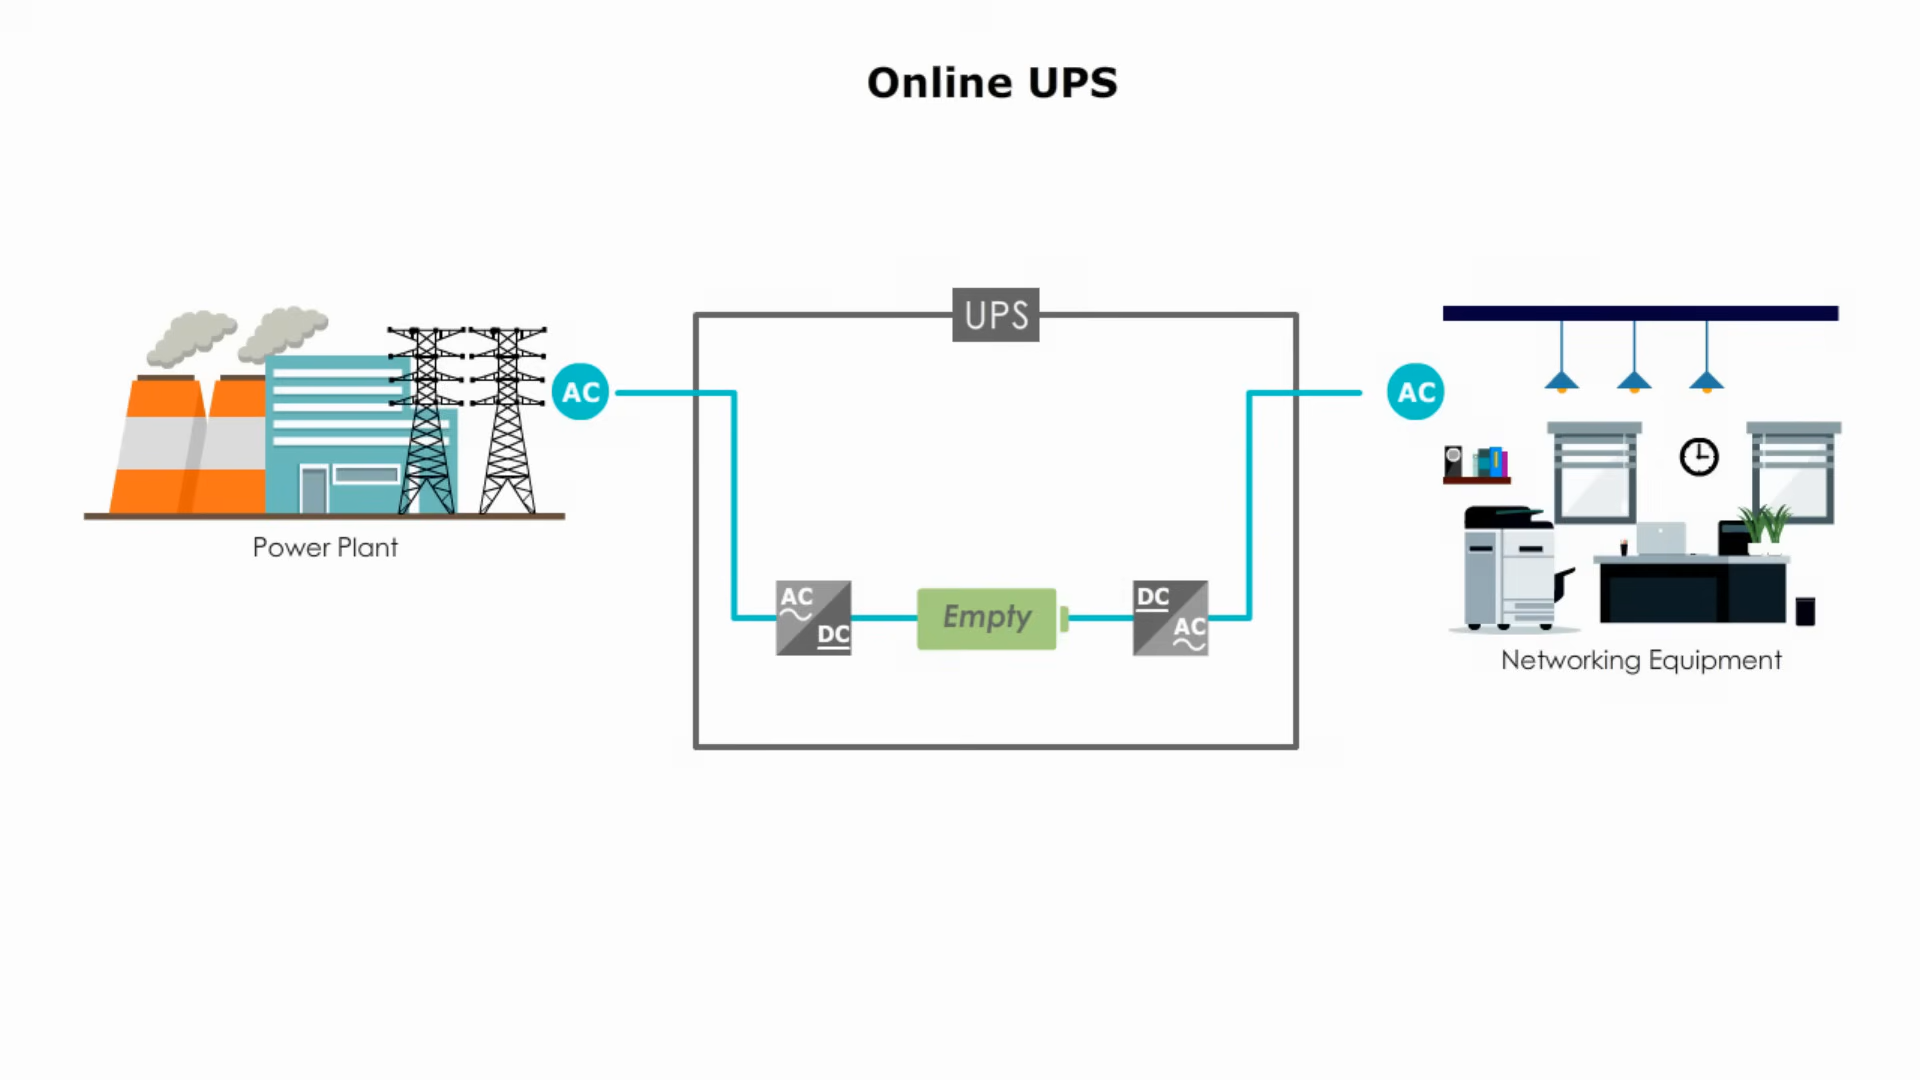 Online UPS
UPS
AC
AC
Power Plant
AC
DC
Empty
DC
AC
Networking Equipment